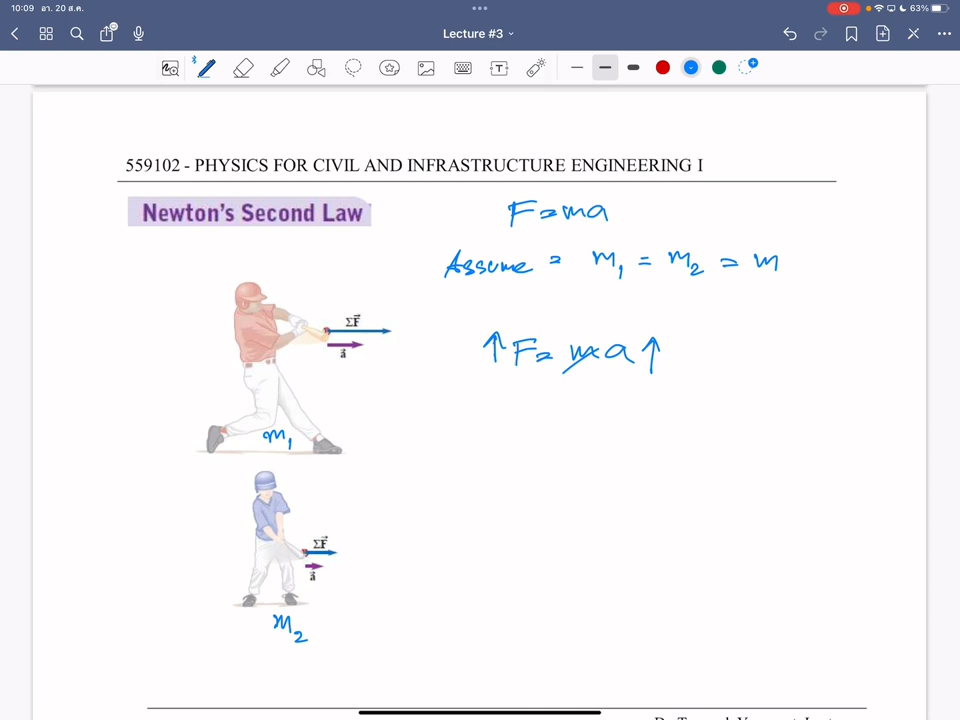 10:09 อา. 20 ส.ค.
63%
Lecture #3
559102 - PHYSICS FOR CIVIL AND INFRASTRUCTURE ENGINEERING I
Newton's Second Law
F = ma
Assume = m₁ = m₂ = m
↑ F = ma ↑
ΣF⃗
a⃗
m₁
ΣF⃗
a⃗
m₂